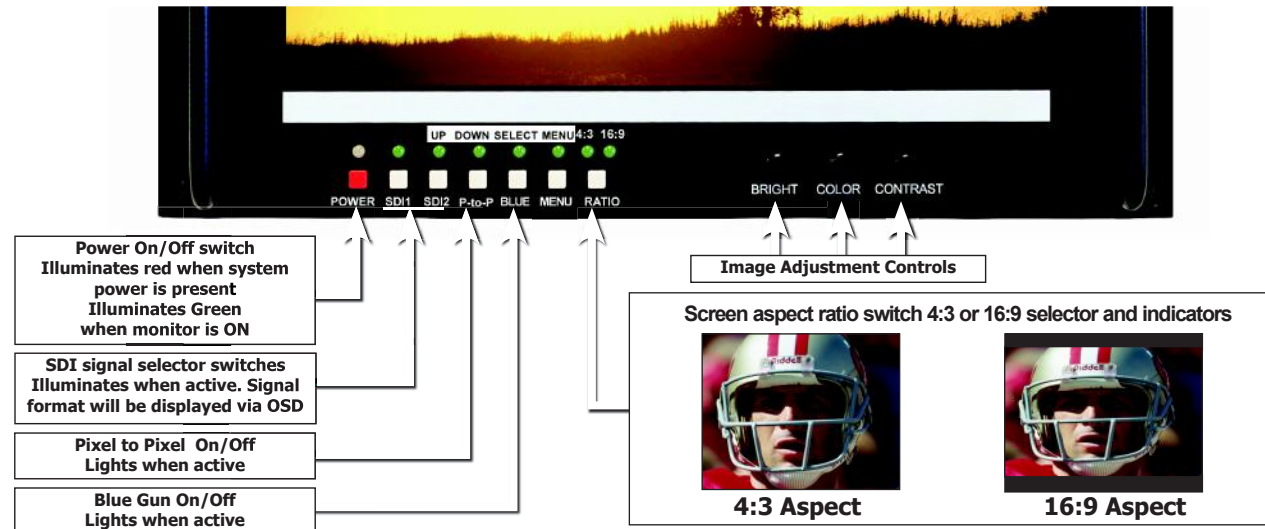 UP DOWN SELECT MENU 4:3 16:9
POWER SDI1 SDI2 P-to-P BLUE MENU RATIO
BRIGHT COLOR CONTRAST
Power On/Off switch
Illuminates red when system
power is present
Illuminates Green
when monitor is ON
SDI signal selector switches
Illuminates when active. Signal
format will be displayed via OSD
Pixel to Pixel On/Off
Lights when active
Blue Gun On/Off
Lights when active
Image Adjustment Controls
Screen aspect ratio switch 4:3 or 16:9 selector and indicators
Riddell
Riddell
4:3 Aspect
16:9 Aspect